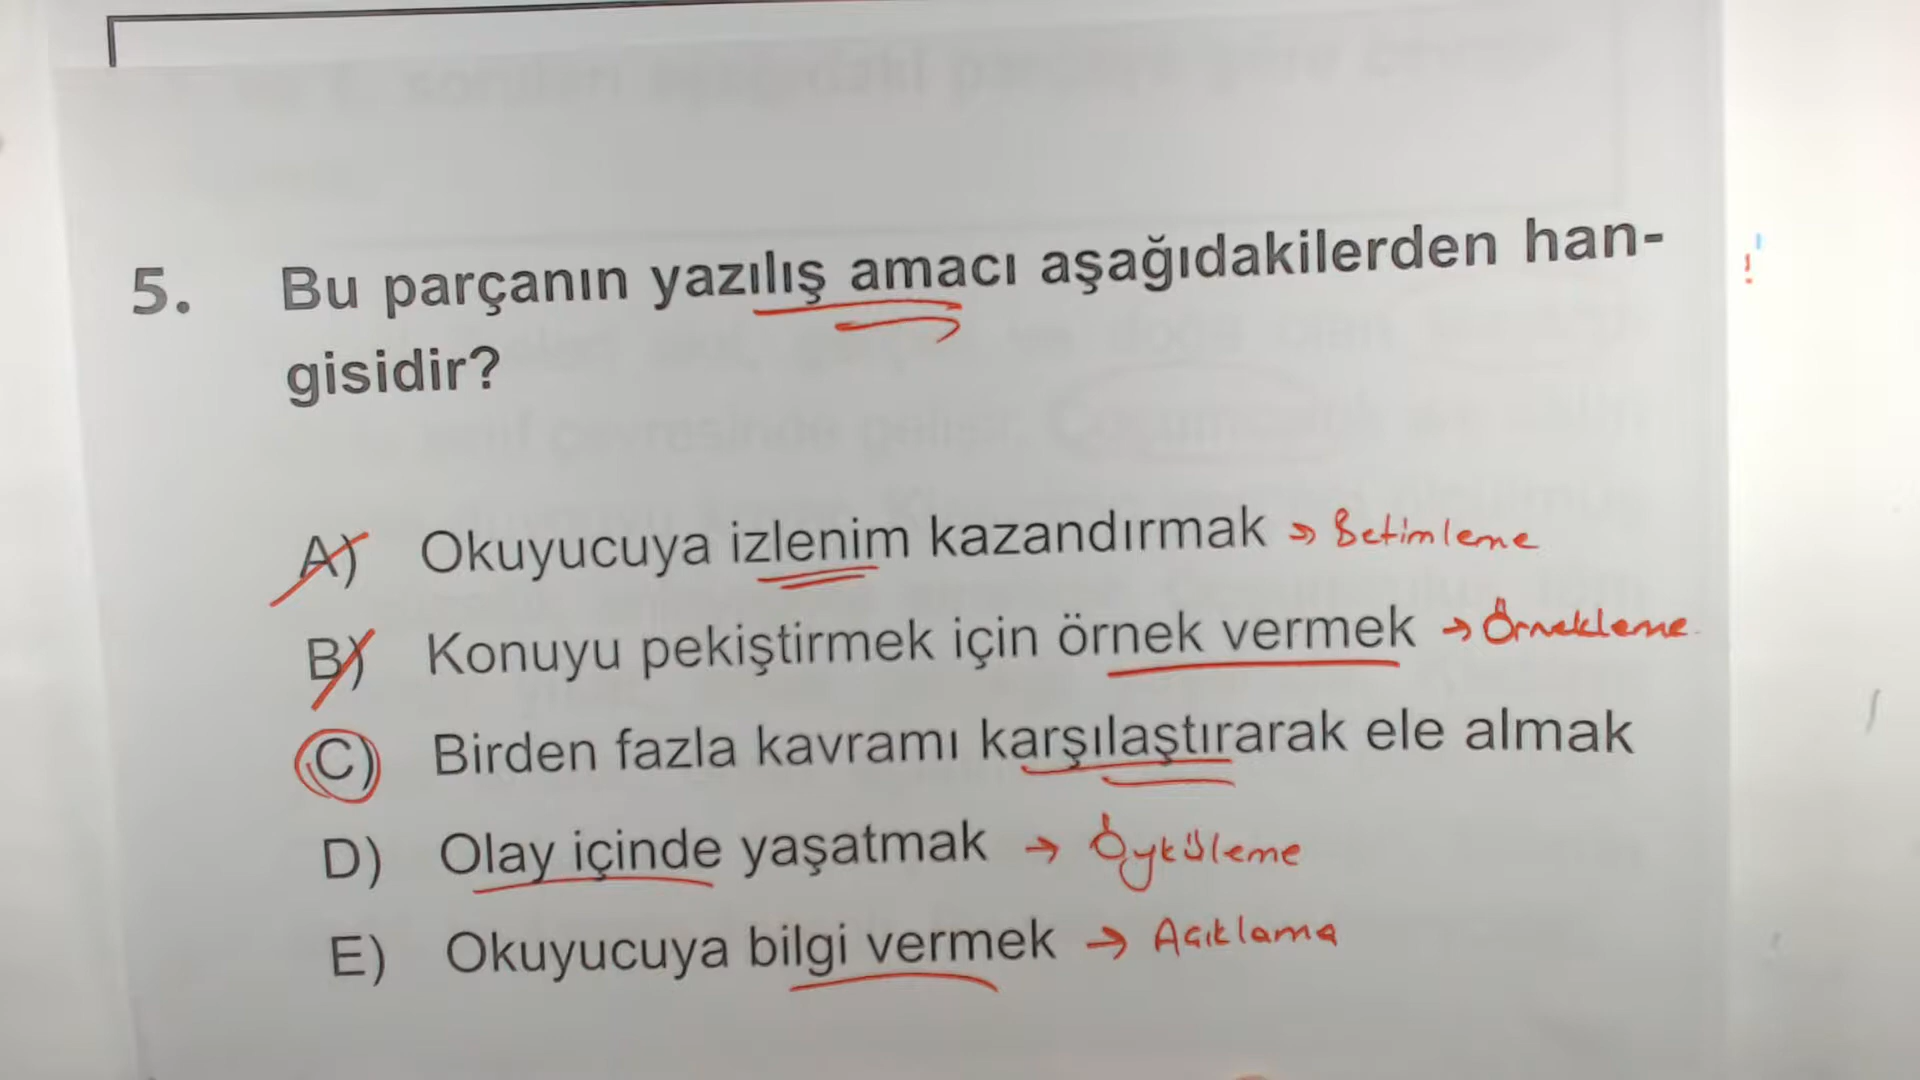 5. Bu parçanın yazılış amacı aşağıdakilerden han-
gisidir?
A) Okuyucuya izlenim kazandırmak → Betimleme
B) Konuyu pekiştirmek için örnek vermek → Örnekleme
C) Birden fazla kavramı karşılaştırarak ele almak
D) Olay içinde yaşatmak → Öyküleme
E) Okuyucuya bilgi vermek → Açıklama